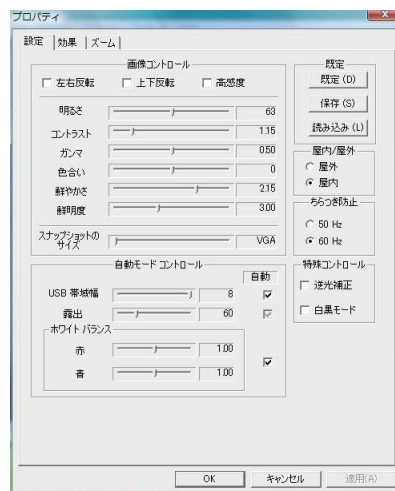 プロパティ
設定 効果 ズーム
画像コントロール
左右反転 上下反転 高感度
明るさ 63
コントラスト 1.15
ガンマ 0.50
色合い 0
鮮やかさ 2.15
鮮明度 3.00
スナップショットの
サイズ VGA
自動モード コントロール
自動
USB 帯域幅 8
露出 60
ホワイト バランス
赤 1.00
青 1.00
既定
既定 (D)
保存 (S)
読み込み (L)
屋内/屋外
屋外
屋内
ちらつき防止
50 Hz
60 Hz
特殊コントロール
逆光補正
白黒モード
OK キャンセル 適用(A)